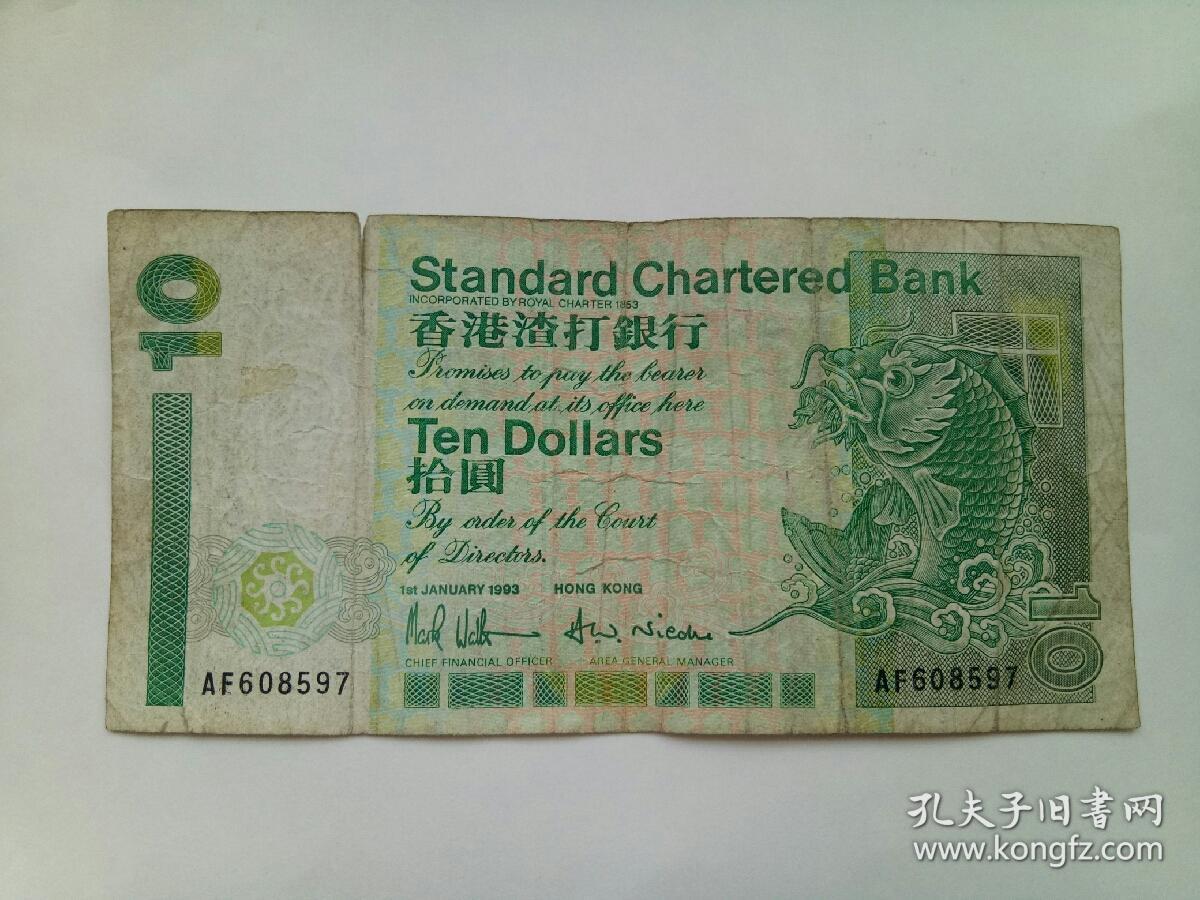 10
Standard Chartered Bank
INCORPORATED BY ROYAL CHARTER 1853
香港渣打銀行
Promises to pay the bearer
on demand at its office here
Ten Dollars
拾圓
By order of the Court
of Directors.
1st JANUARY 1993 HONG KONG
CHIEF FINANCIAL OFFICER AREA GENERAL MANAGER
AF608597
AF608597
十
10
孔夫子旧书网
www.kongfz.com